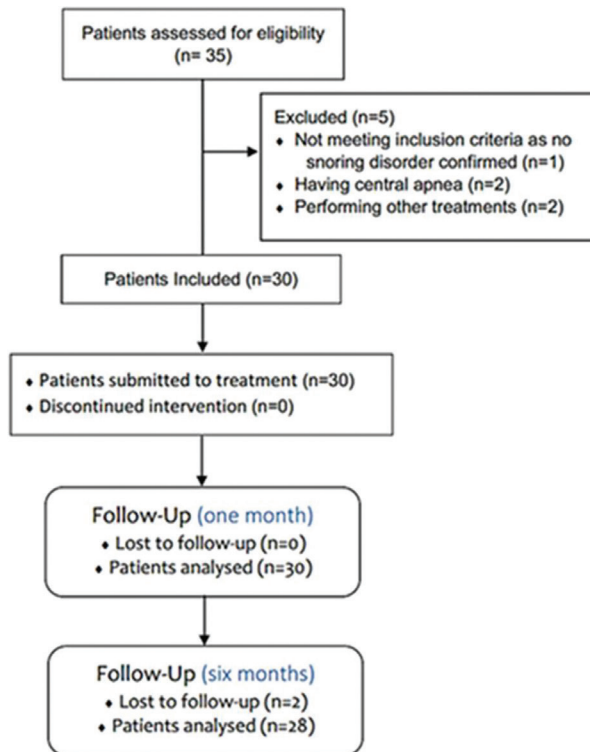 Patients assessed for eligibility
(n= 35)
Excluded (n=5)
♦ Not meeting inclusion criteria as no
snoring disorder confirmed (n=1)
♦ Having central apnea (n=2)
♦ Performing other treatments (n=2)
Patients Included (n=30)
♦ Patients submitted to treatment (n=30)
♦ Discontinued intervention (n=0)
Follow-Up (one month)
♦ Lost to follow-up (n=0)
♦ Patients analysed (n=30)
Follow-Up (six months)
♦ Lost to follow-up (n=2)
♦ Patients analysed (n=28)